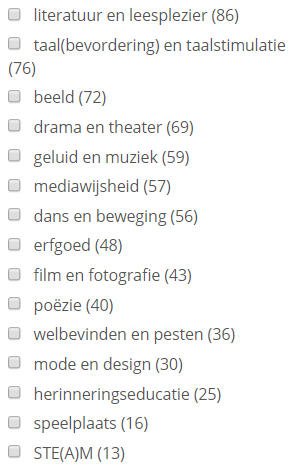 literatuur en leesplezier (86)
taal(bevordering) en taalstimulatie
(76)
beeld (72)
drama en theater (69)
geluid en muziek (59)
mediawijsheid (57)
dans en beweging (56)
erfgoed (48)
film en fotografie (43)
poëzie (40)
welbevinden en pesten (36)
mode en design (30)
herinneringseducatie (25)
speelplaats (16)
STE(A)M (13)